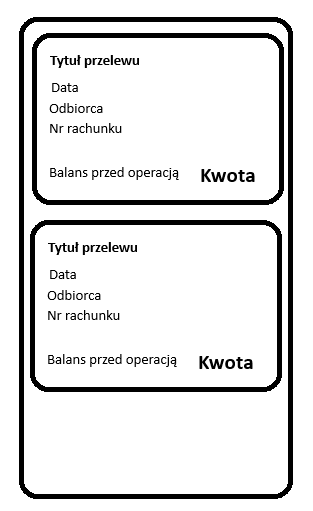 Tytuł przelewu
Data
Odbiorca
Nr rachunku
Balans przed operacją Kwota
Tytuł przelewu
Data
Odbiorca
Nr rachunku
Balans przed operacją Kwota